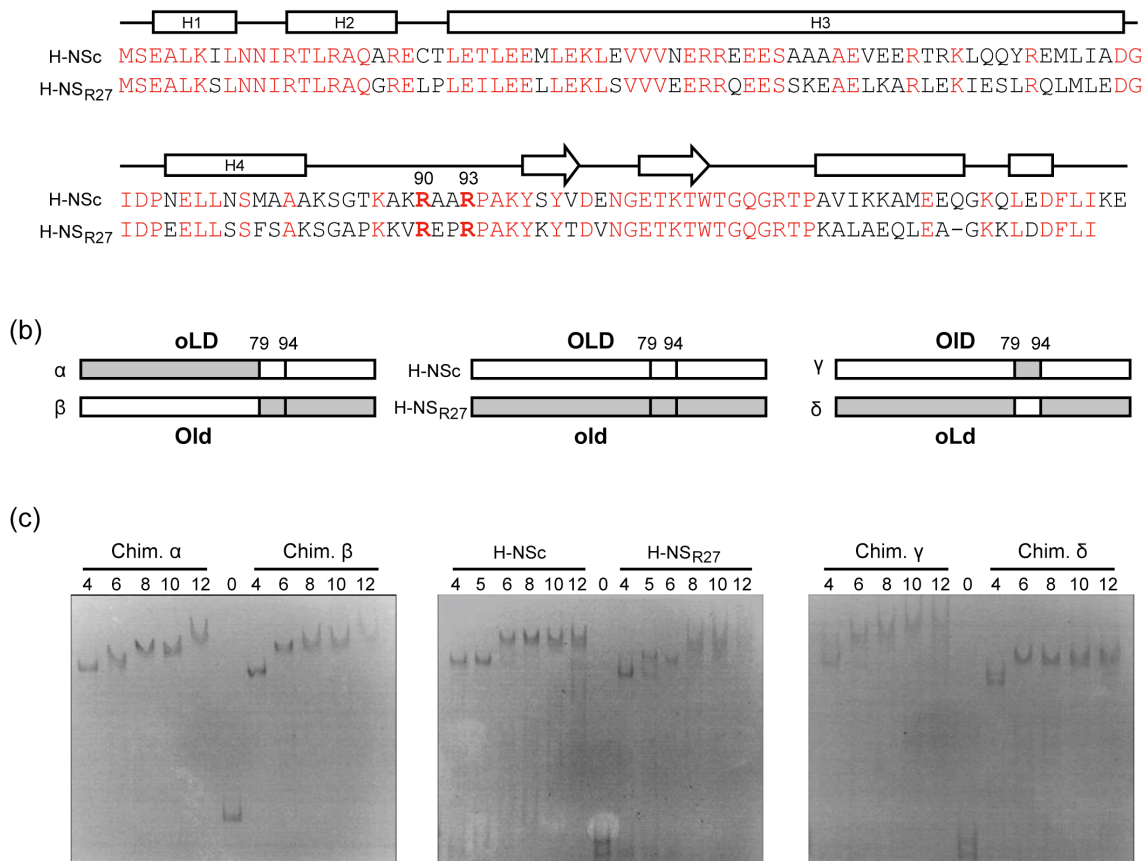 H1 H2 H3
H-NSc MSEALKILNNIRTLRAQARECTLETLEEMLEKLEVVVNERREEESAAAAEVEERTRKLQQYREMLIADG
H-NSR27 MSEALKSLNNIRTLRAQGRELPLEILEELLEKLSVVVEERRQEESSKEAELKARLEKIESLRQLMLEDG
H4 90 93
H-NSc IDPNELLNSMAAAKSGTKAKRAARPAKYSYVDENGETKTWTGQGRTPAVIKKAMEEQGKQLEDFLIKE
H-NSR27 IDPEELLSSFSAKSGAPKKVREPRPAKYKYTDVNGETKTWTGQGRTPKALAEQLEA-GKKLDDFLI
(b)
oLD 79 94 OLD 79 94 OlD 79 94
α H-NSc γ
β H-NSR27 δ
Old old oLd
(c)
Chim. α Chim. β H-NSc H-NSR27 Chim. γ Chim. δ
4 6 8 10 12 0 4 6 8 10 12 4 5 6 8 10 12 0 4 5 6 8 10 12 4 6 8 10 12 0 4 6 8 10 12